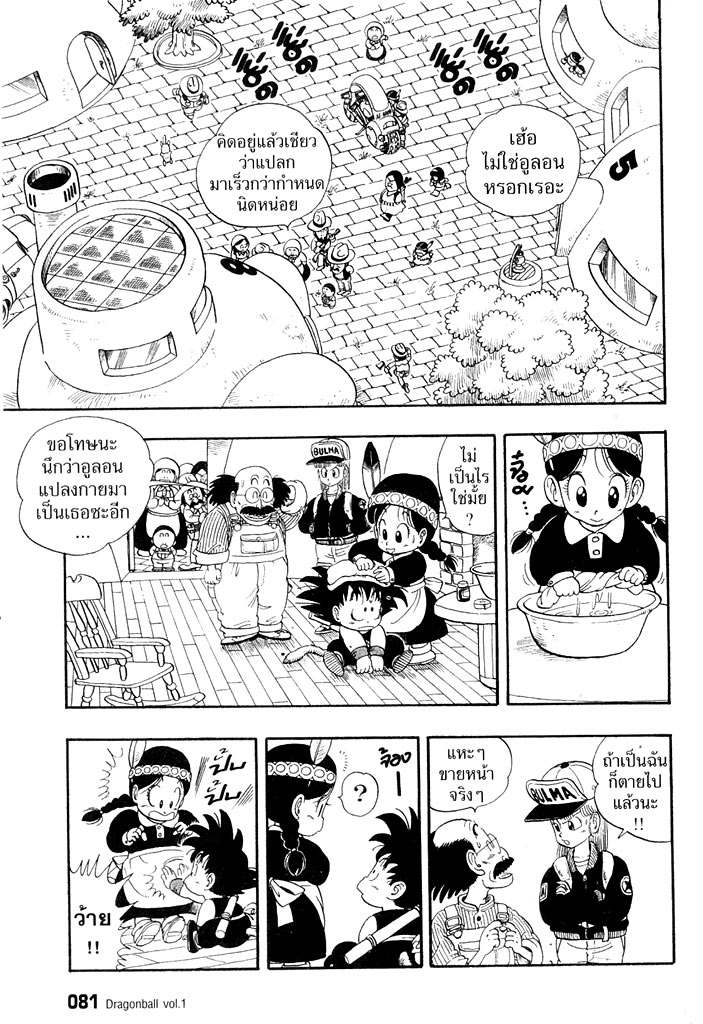 แซ่ด
แซ่ด
แซ่ด
แซ่ด
เฮ้อ
ไม่ใช่อูลอน
หรอกเรอะ
คิดอยู่แล้วเชียว
ว่าแปลก
มาเร็วกว่ากำหนด
นิดหน่อย
5
8
จ๋อม
...
ไม่
เป็นไร
ใช่มั้ย
?
BULMA
ขอโทษนะ
นึกว่าอูลอน
แปลงกายมา
เป็นเธอซะอีก
...
ถ้าเป็นฉัน
ก็ตายไป
แล้วนะ
!!
แหะๆ
ขายหน้า
จริงๆ
BULMA
จ้อง
?
ปั๊บ
ปั๊บ
ว้าย
!!
081 Dragonball vol.1